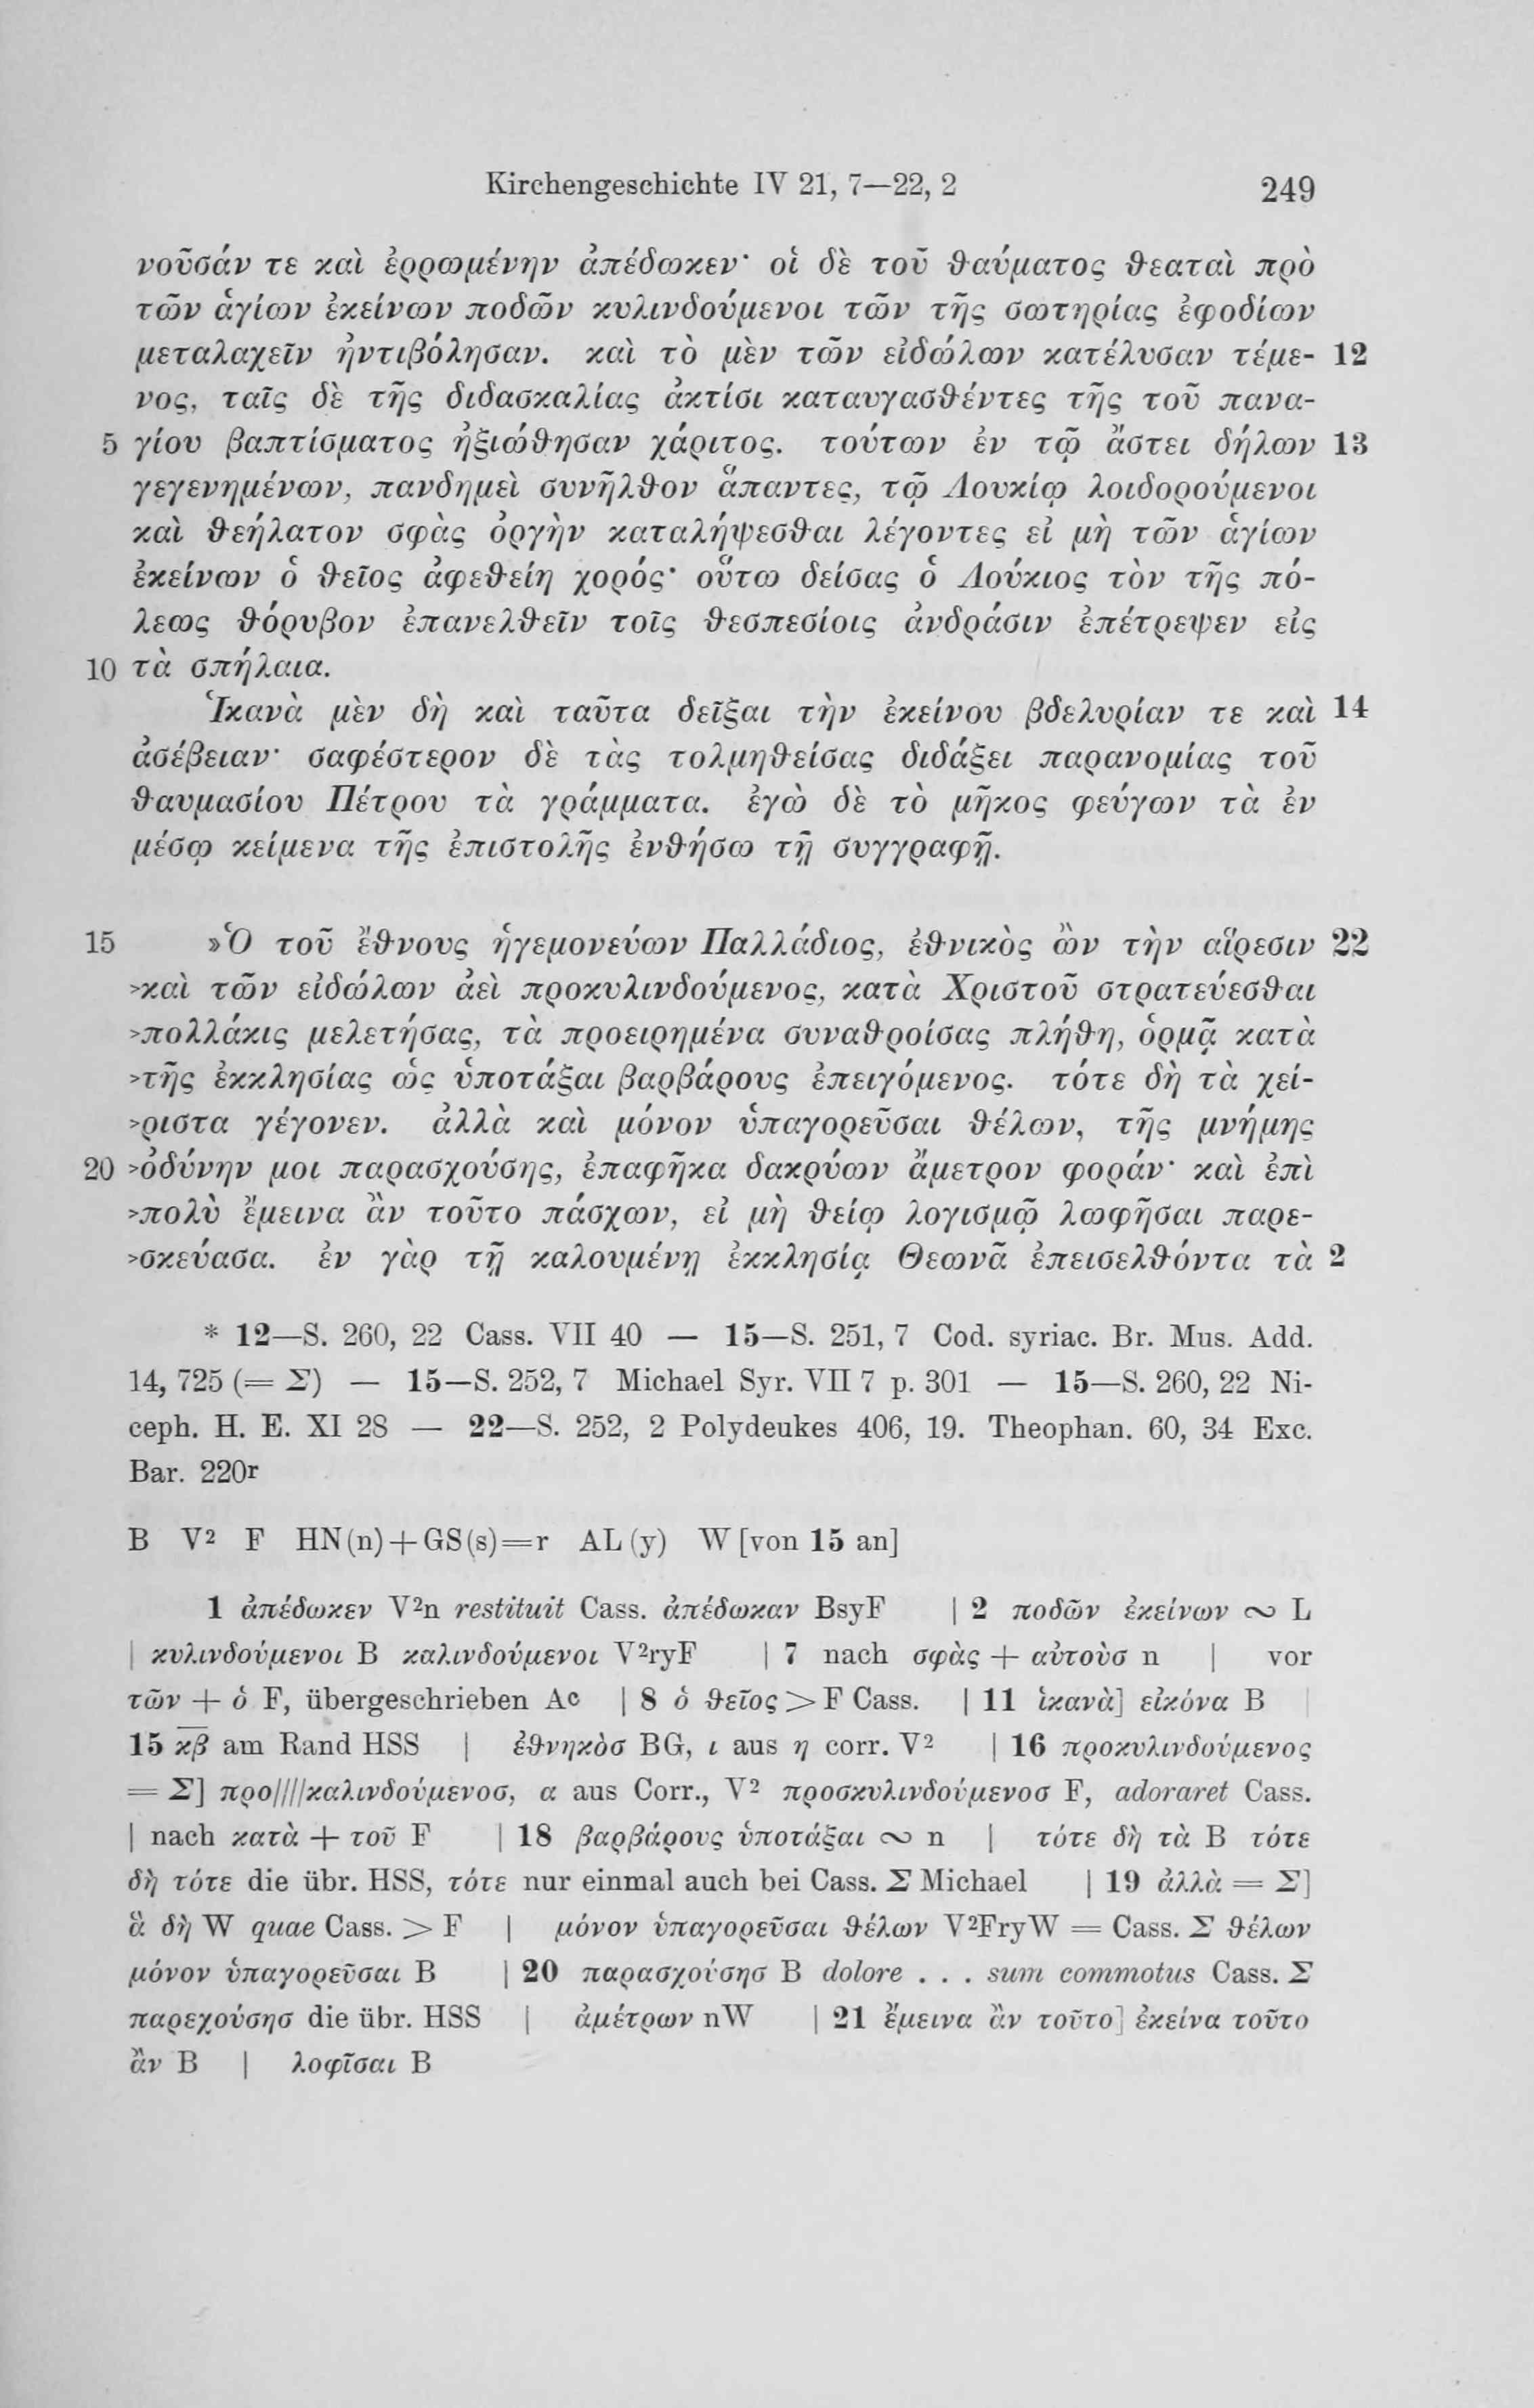 Kirchengeschichte IV 21, 7—22, 2 249
νοῦσάν τε καὶ ἐρρωμένην ἀπέδωκεν· οἱ δὲ τοῦ θαύματος θεαταὶ πρὸ
τῶν ἁγίων ἐκείνων ποδῶν κυλινδούμενοι τῶν τῆς σωτηρίας ἐφοδίων
μεταλαχεῖν ἠντιβόλησαν. καὶ τὸ μὲν τῶν εἰδώλων κατέλυσαν τέμε- 12
νος, ταῖς δὲ τῆς διδασκαλίας ἀκτίσι καταυγασθέντες τῆς τοῦ πανα-
5 γίου βαπτίσματος ἠξιώθησαν χάριτος. τούτων ἐν τῷ ἄστει δήλων 13
γεγενημένων, πανδημεὶ συνῆλθον ἅπαντες, τῷ Λουκίῳ λοιδορούμενοι
καὶ θεήλατον σφὰς ὀργὴν καταλήψεσθαι λέγοντες εἰ μὴ τῶν ἁγίων
ἐκείνων ὁ θεῖος ἀφεθείη χορός· οὕτω δείσας ὁ Λούκιος τὸν τῆς πό-
λεως θόρυβον ἐπανελθεῖν τοῖς θεσπεσίοις ἀνδράσιν ἐπέτρεψεν εἰς
10 τὰ σπήλαια.
Ἱκανὰ μὲν δὴ καὶ ταῦτα δεῖξαι τὴν ἐκείνου βδελυρίαν τε καὶ 14
ἀσέβειαν· σαφέστερον δὲ τὰς τολμηθείσας διδάξει παρανομίας τοῦ
θαυμασίου Πέτρου τὰ γράμματα. ἐγὼ δὲ τὸ μῆκος φεύγων τὰ ἐν
μέσῳ κείμενα τῆς ἐπιστολῆς ἐνθήσω τῇ συγγραφῇ.
15 »Ὁ τοῦ ἔθνους ἡγεμονεύων Παλλάδιος, ἐθνικὸς ὢν τὴν αἵρεσιν 22
>καὶ τῶν εἰδώλων ἀεὶ προκυλινδούμενος, κατὰ Χριστοῦ στρατεύεσθαι
>πολλάκις μελετήσας, τὰ προειρημένα συναθροίσας πλήθη, ὁρμᾷ κατὰ
>τῆς ἐκκλησίας ὡς ὑποτάξαι βαρβάρους ἐπειγόμενος. τότε δὴ τὰ χεί-
>ριστα γέγονεν. ἀλλὰ καὶ μόνον ὑπαγορεῦσαι θέλων, τῆς μνήμης
20 >ὀδύνην μοι παρασχούσης, ἐπαφῆκα δακρύων ἄμετρον φοράν· καὶ ἐπὶ
>πολὺ ἔμεινα ἂν τοῦτο πάσχων, εἰ μὴ θείῳ λογισμῷ λωφῆσαι παρε-
>σκεύασα. ἐν γὰρ τῇ καλουμένῃ ἐκκλησίᾳ Θεωνᾶ ἐπεισελθόντα τὰ 2
* 12—S. 260, 22 Cass. VII 40 — 15—S. 251, 7 Cod. syriac. Br. Mus. Add.
14, 725 (= Σ) — 15—S. 252, 7 Michael Syr. VII 7 p. 301 — 15—S. 260, 22 Ni-
ceph. H. E. XI 28 — 22—S. 252, 2 Polydeukes 406, 19. Theophan. 60, 34 Exc.
Bar. 220r
B V² F HN(n)+GS(s)=r AL(y) W [von 15 an]
1 ἀπέδωκεν V²n restituit Cass. ἀπέδωκαν BsyF | 2 ποδῶν ἐκείνων ∾ L
| κυλινδούμενοι B καλινδούμενοι V²ryF | 7 nach σφὰς + αὐτοὺσ n | vor
τῶν + ὁ F, übergeschrieben Aᶜ | 8 ὁ θεῖος > F Cass. | 11 ἱκανὰ] εἰκόνα B
15 κ̅β̅ am Rand HSS | ἐθνηκὸσ BG, ι aus η corr. V² | 16 προκυλινδούμενος
= Σ] προ////καλινδούμενοσ, α aus Corr., V² προσκυλινδούμενοσ F, adoraret Cass.
| nach κατὰ + τοῦ F | 18 βαρβάρους ὑποτάξαι ∾ n | τότε δὴ τὰ B τότε
δὴ τότε die übr. HSS, τότε nur einmal auch bei Cass. Σ Michael | 19 ἀλλὰ = Σ]
ἃ δὴ W quae Cass. > F | μόνον ὑπαγορεῦσαι θέλων V²FryW = Cass. Σ θέλων
μόνον ὑπαγορεῦσαι B | 20 παρασχούσησ B dolore . . . sum commotus Cass. Σ
παρεχούσησ die übr. HSS | ἀμέτρων nW | 21 ἔμεινα ἂν τοῦτο] ἐκείνα τοῦτο
ἂν B | λοφῖσαι B